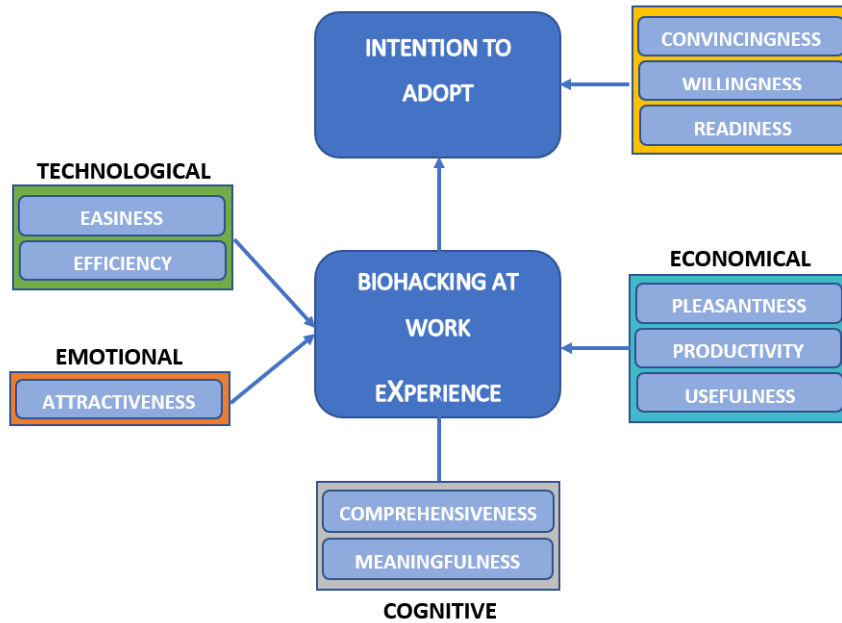 INTENTION TO
ADOPT
CONVINCINGNESS
WILLINGNESS
READINESS
TECHNOLOGICAL
EASINESS
EFFICIENCY
EMOTIONAL
ATTRACTIVENESS
BIOHACKING AT
WORK
eXPERIENCE
ECONOMICAL
PLEASANTNESS
PRODUCTIVITY
USEFULNESS
COMPREHENSIVENESS
MEANINGFULNESS
COGNITIVE